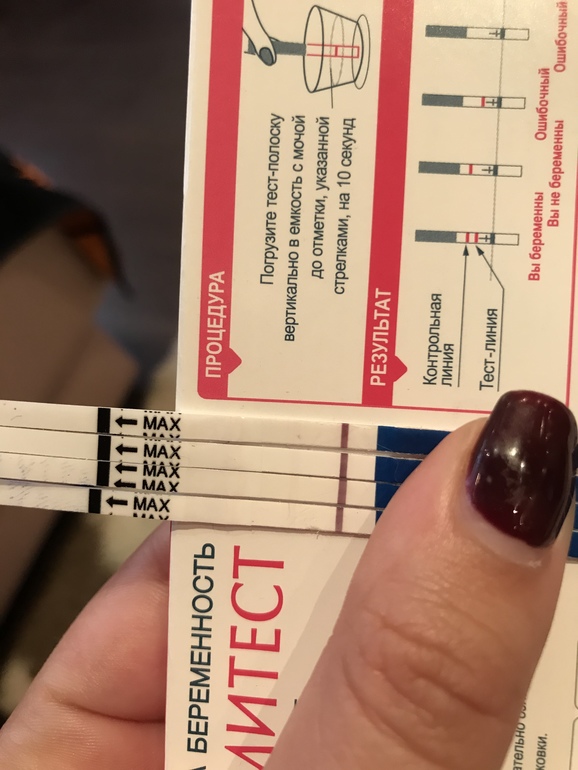 ПРОЦЕДУРА
Погрузите тест-полоску
вертикально в емкость с мочой
до отметки, указанной
стрелками, на 10 секунд
РЕЗУЛЬТАТ
Контрольная
линия
Тест-линия
Вы беременны
Вы не беременны
Ошибочный
Ошибочный
MAX
MAX
MAX
MAX
MAX
БЕРЕМЕННОСТЬ
ИТЕСТ